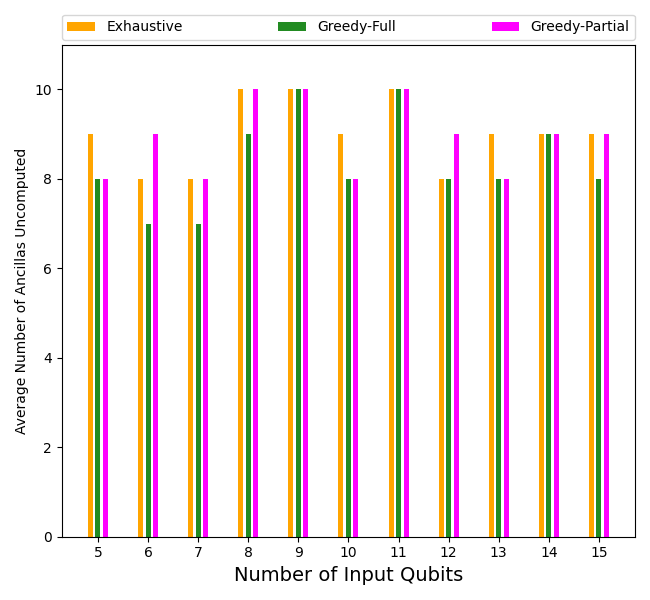 Exhaustive Greedy-Full Greedy-Partial
Average Number of Ancillas Uncomputed
10
8
6
4
2
0
5 6 7 8 9 10 11 12 13 14 15
Number of Input Qubits